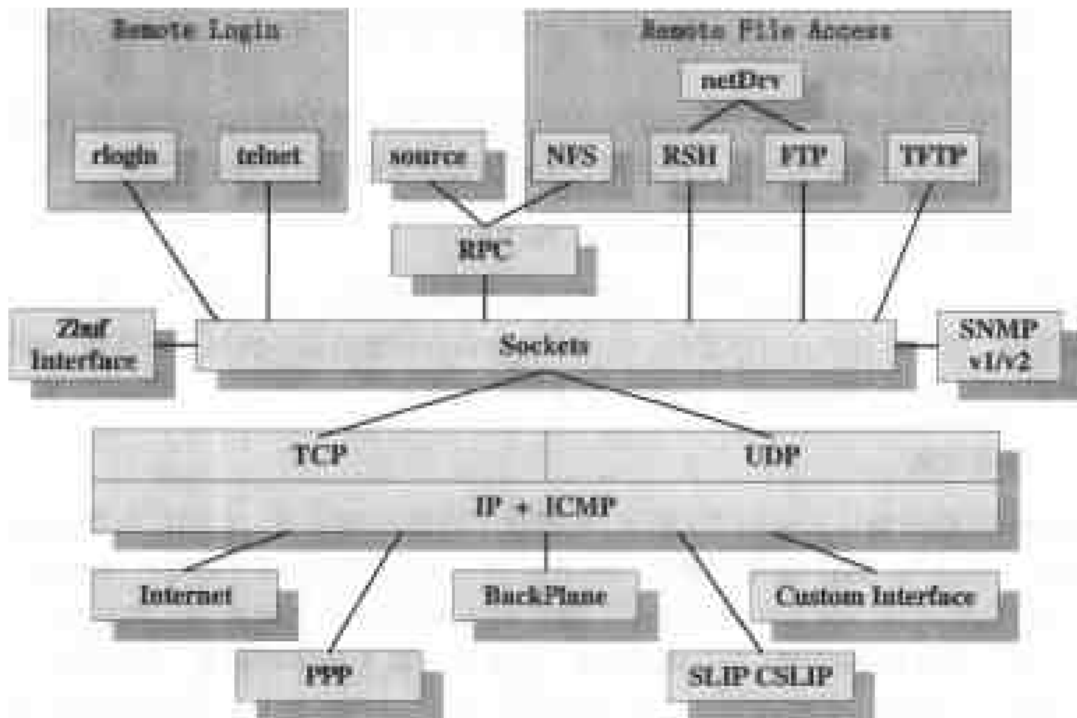 Remote Login
Remote File Access
netDrv
rlogin
telnet
source
NFS
RSH
FTP
TFTP
RPC
Zbuf
Interface
Sockets
SNMP
v1/v2
TCP
UDP
IP + ICMP
Internet
BackPlane
Custom Interface
PPP
SLIP CSLIP